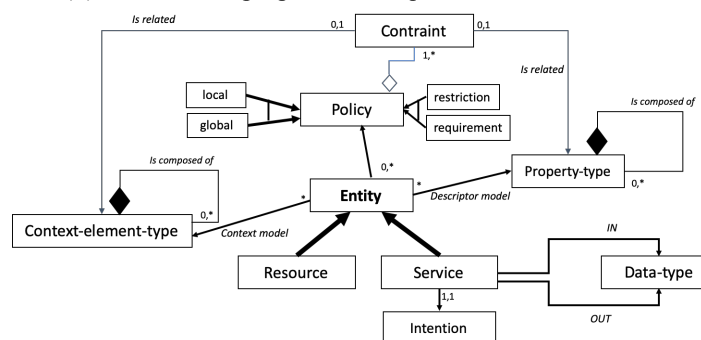 Is related
0,1
Contraint
0,1
1,*
Is related
local
global
Policy
restriction
requirement
Is composed of
Is composed of
0,*
Property-type
0,*
*
Entity
*
Descriptor model
0,*
Context-element-type
Context model
IN
Resource
Service
Data-type
1,1
OUT
Intention